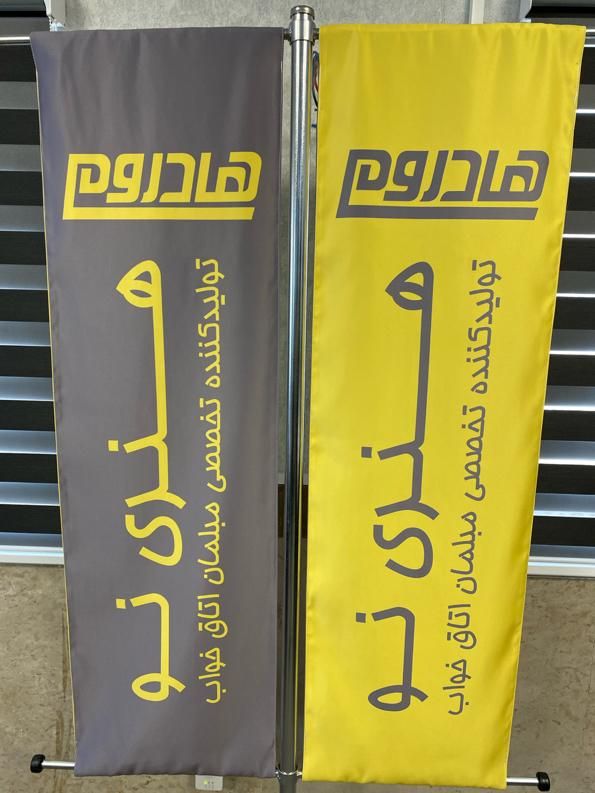 هادروم
هنری نو
تولیدکننده تخصصی مبلمان اتاق خواب
هادروم
هنری نو
تولیدکننده تخصصی مبلمان اتاق خواب